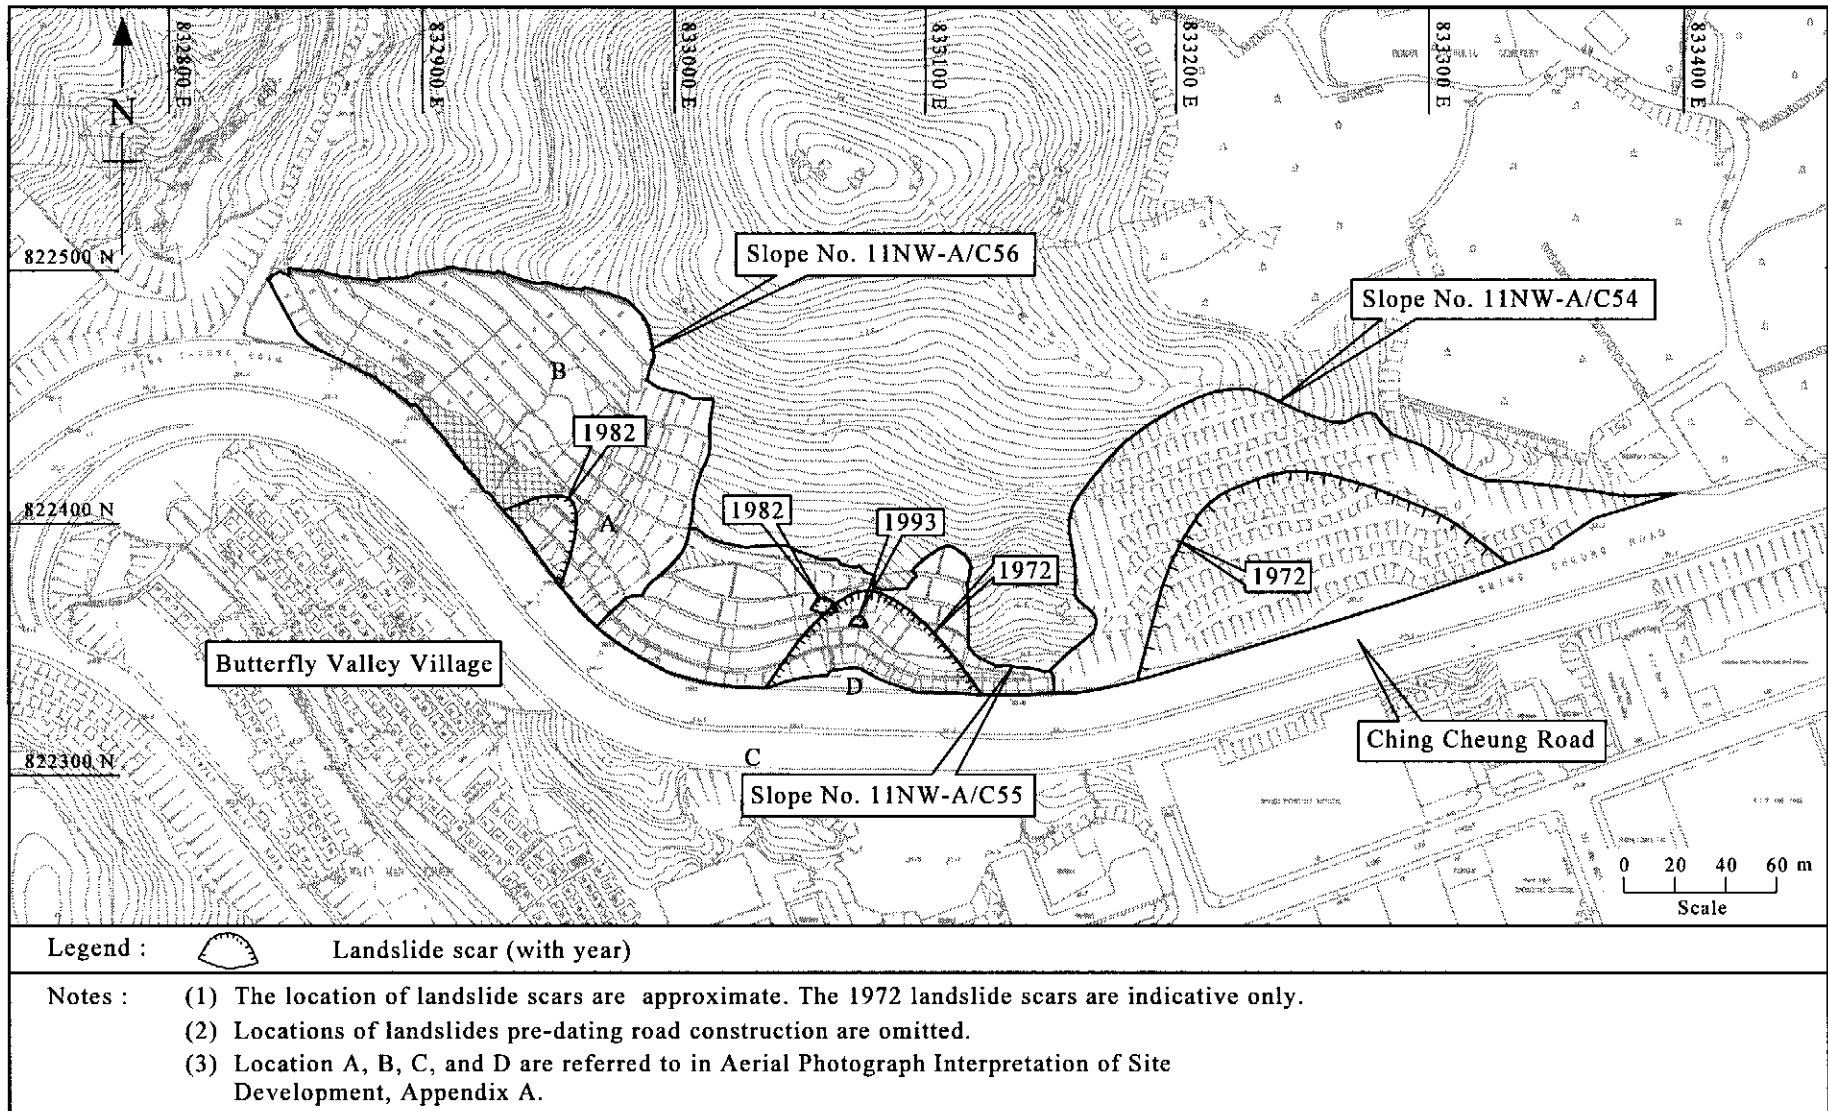 832800 E
832900 E
833000 E
833100 E
833200 E
833300 E
833400 E
N
822500 N
Slope No. 11NW-A/C56
Slope No. 11NW-A/C54
B
1982
822400 N
A
1982
1993
1972
1972
CHING CHEUNG ROAD
Butterfly Valley Village
D
C
Ching Cheung Road
822300 N
Slope No. 11NW-A/C55
0 20 40 60 m
Scale
Legend :
Landslide scar (with year)
Notes :
(1) The location of landslide scars are approximate. The 1972 landslide scars are indicative only.
(2) Locations of landslides pre-dating road construction are omitted.
(3) Location A, B, C, and D are referred to in Aerial Photograph Interpretation of Site
Development, Appendix A.